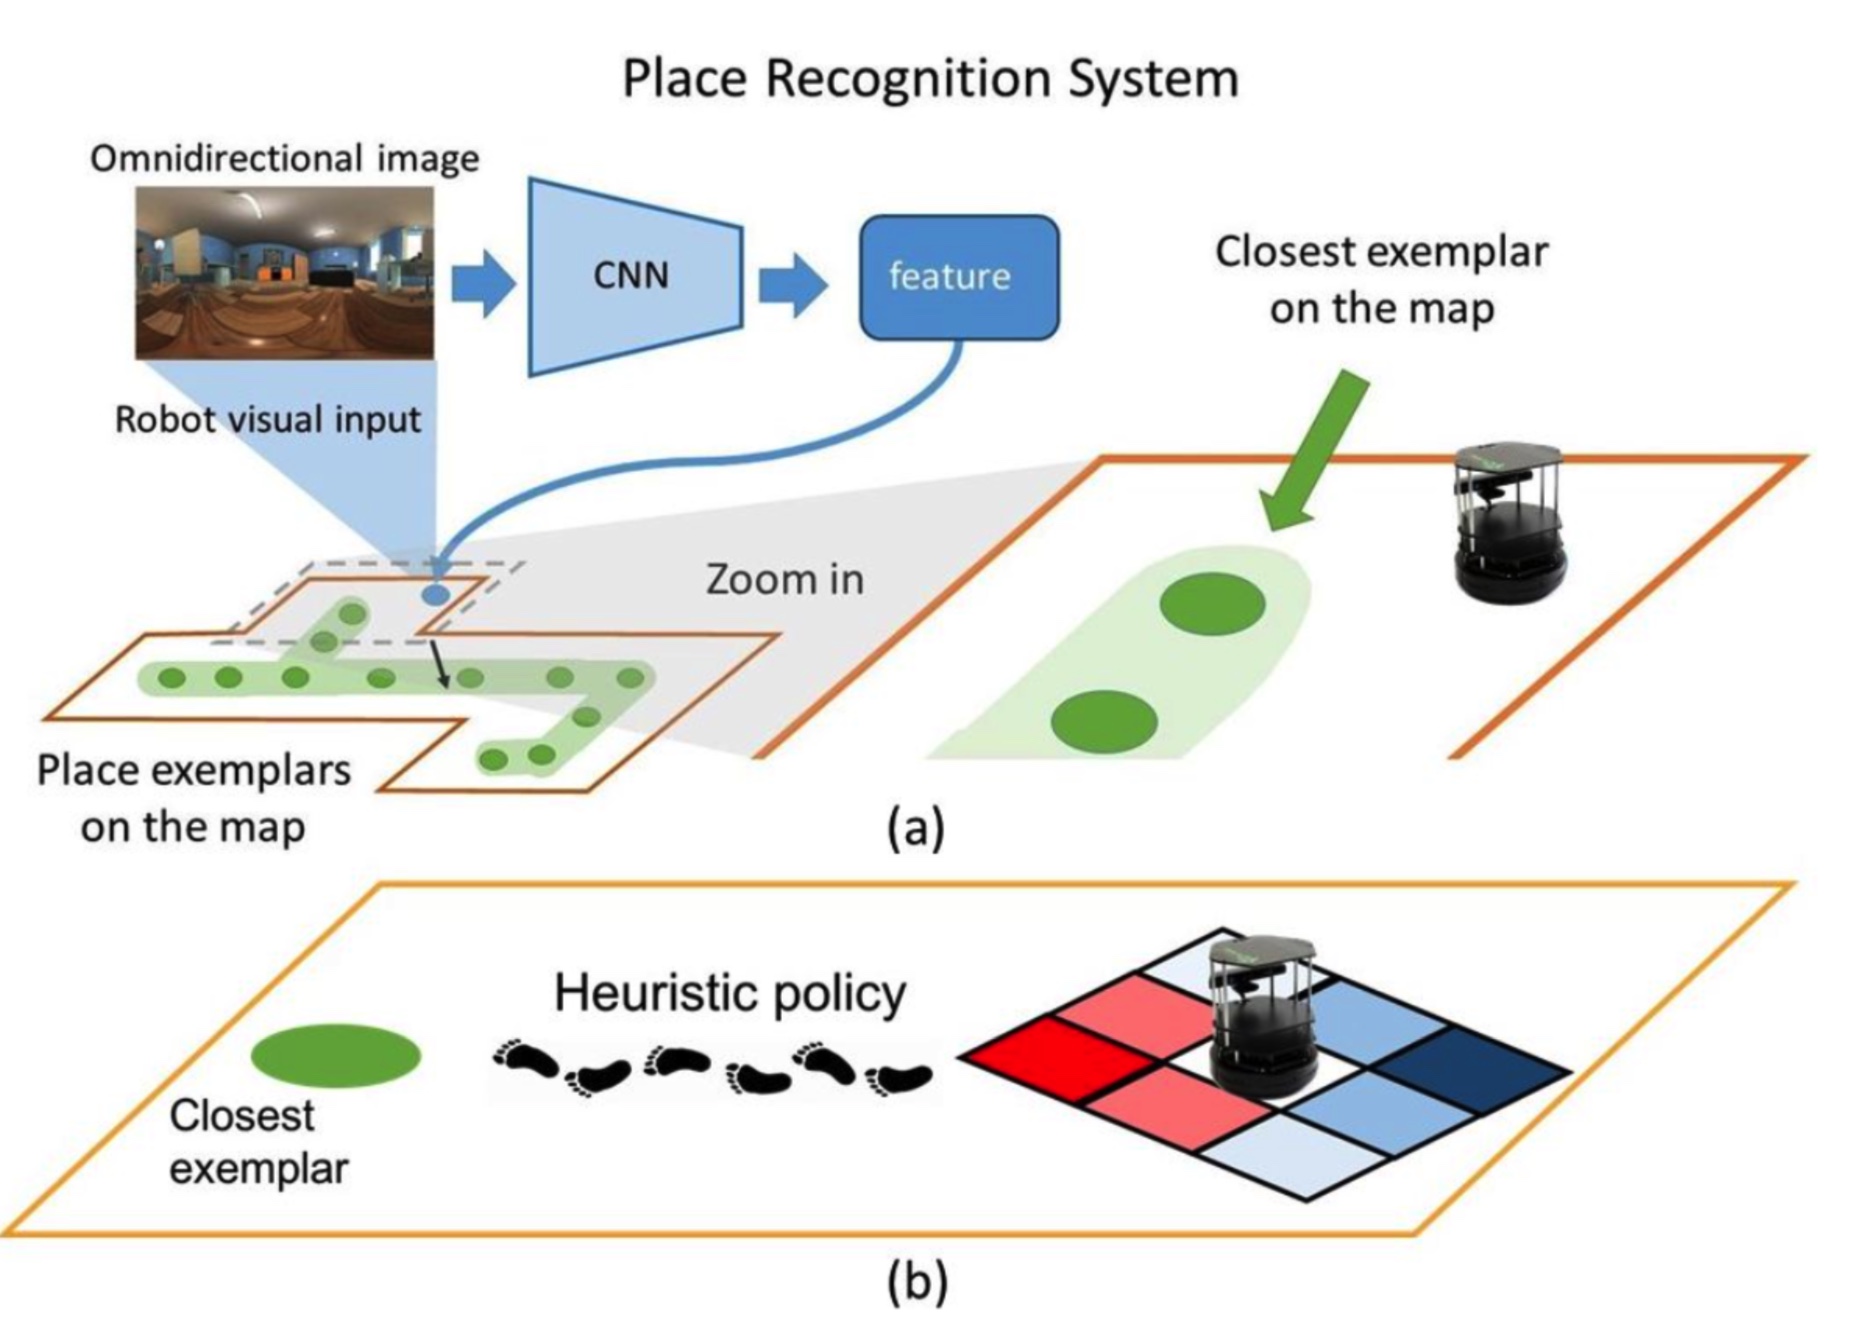 Place Recognition System
Omnidirectional image
CNN
feature
Closest exemplar
on the map
Robot visual input
Zoom in
Place exemplars
on the map
(a)
Heuristic policy
Closest
exemplar
(b)